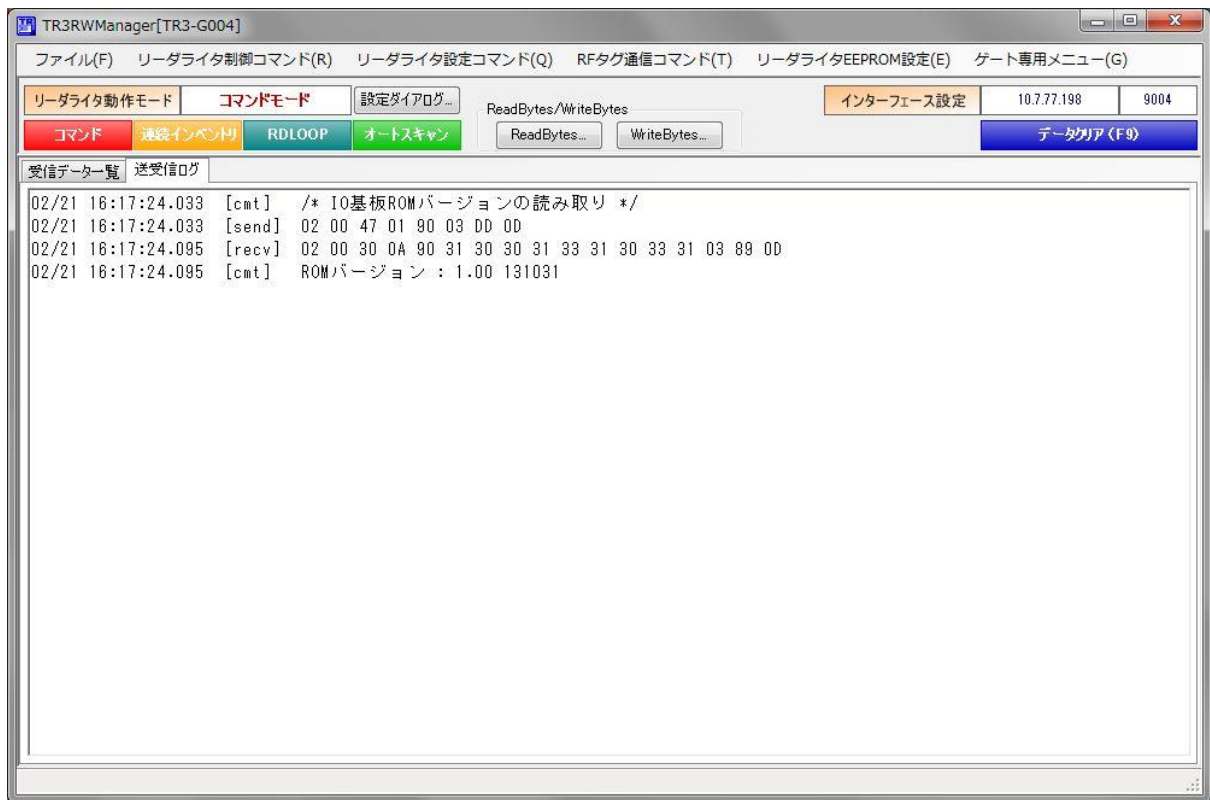 TR3RWManager[TR3-G004]
ファイル(F) リーダライタ制御コマンド(R) リーダライタ設定コマンド(Q) RFタグ通信コマンド(T) リーダライタEEPROM設定(E) ゲート専用メニュー(G)
リーダライタ動作モード コマンドモード 設定ダイアログ... ReadBytes/WriteBytes インターフェース設定 10.7.77.198 9004
コマンド 連続インベントリ RDLOOP オートスキャン ReadBytes... WriteBytes... データクリア(F9)
受信データ一覧 送受信ログ
02/21 16:17:24.033 [cmt] /* IO基板ROMバージョンの読み取り */
02/21 16:17:24.033 [send] 02 00 47 01 90 03 DD 0D
02/21 16:17:24.095 [recv] 02 00 30 0A 90 31 30 30 31 33 31 30 33 31 03 89 0D
02/21 16:17:24.095 [cmt] ROMバージョン : 1.00 131031